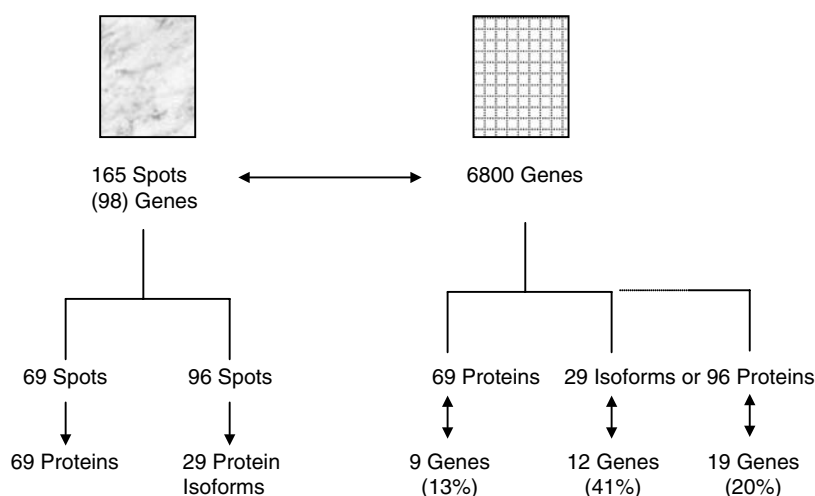 165 Spots
(98) Genes
6800 Genes
69 Spots
96 Spots
69 Proteins
29 Isoforms or 96 Proteins
69 Proteins
29 Protein
Isoforms
9 Genes
(13%)
12 Genes
(41%)
19 Genes
(20%)